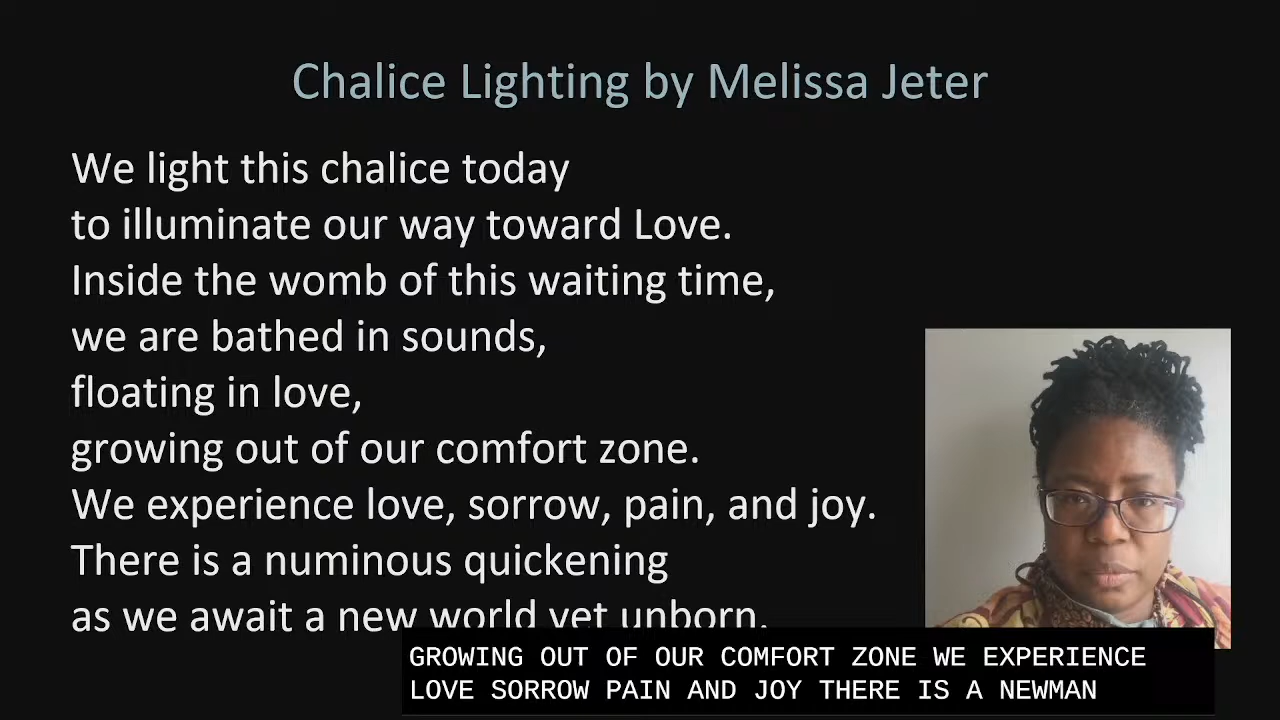 Chalice Lighting by Melissa Jeter
We light this chalice today
to illuminate our way toward Love.
Inside the womb of this waiting time,
we are bathed in sounds,
floating in love,
growing out of our comfort zone.
We experience love, sorrow, pain, and joy.
There is a numinous quickening
as we await a new world yet unborn.
GROWING OUT OF OUR COMFORT ZONE WE EXPERIENCE
LOVE SORROW PAIN AND JOY THERE IS A NEWMAN